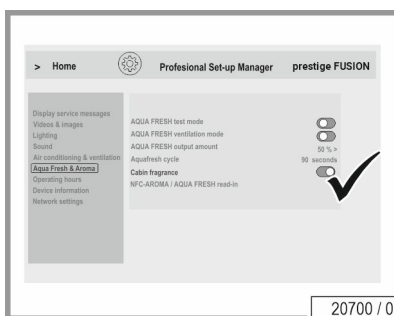 > Home Profesional Set-up Manager prestige FUSION
Display service messages
Videos & images
Lighting
Sound
Air conditioning & ventilation
Aqua Fresh & Aroma
Operating hours
Device information
Network settings
AQUA FRESH test mode
AQUA FRESH ventilation mode
AQUA FRESH output amount 50 % >
Aquafresh cycle 90 seconds
Cabin fragrance
NFC-AROMA / AQUA FRESH read-in
20700 / 0